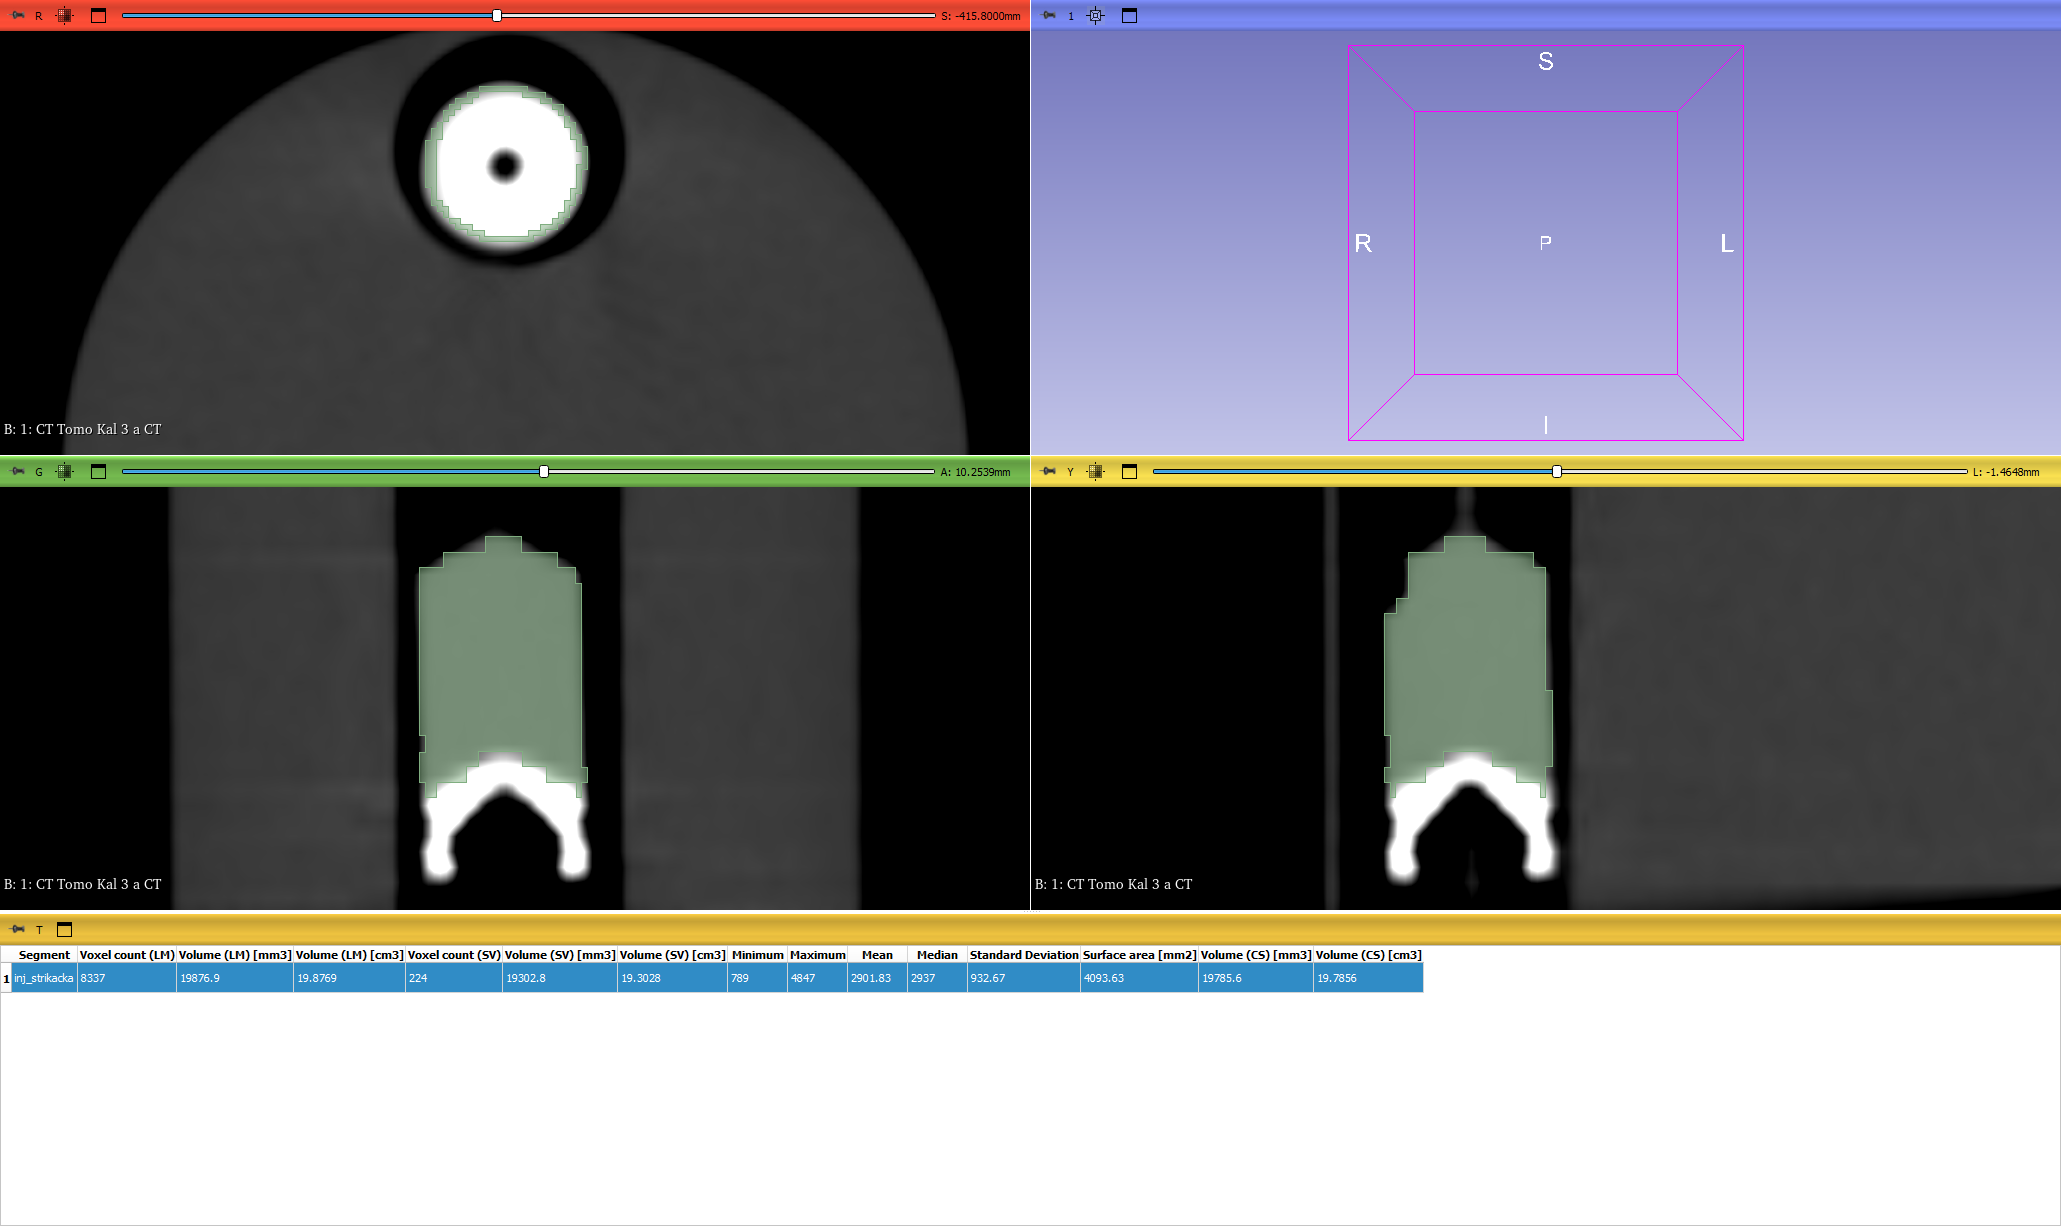 R S: -415.8000mm
1
S
R P L
I
B: 1: CT Tomo Kal 3 a CT
G A: 10.2539mm
Y L: -1.4648mm
B: 1: CT Tomo Kal 3 a CT
B: 1: CT Tomo Kal 3 a CT
T
Segment Voxel count (LM) Volume (LM) [mm3] Volume (LM) [cm3] Voxel count (SV) Volume (SV) [mm3] Volume (SV) [cm3] Minimum Maximum Mean Median Standard Deviation Surface area [mm2] Volume (CS) [mm3] Volume (CS) [cm3]
1 inj_strikacka 8337 19876.9 19.8769 224 19302.8 19.3028 789 4847 2901.83 2937 932.67 4093.63 19785.6 19.7856